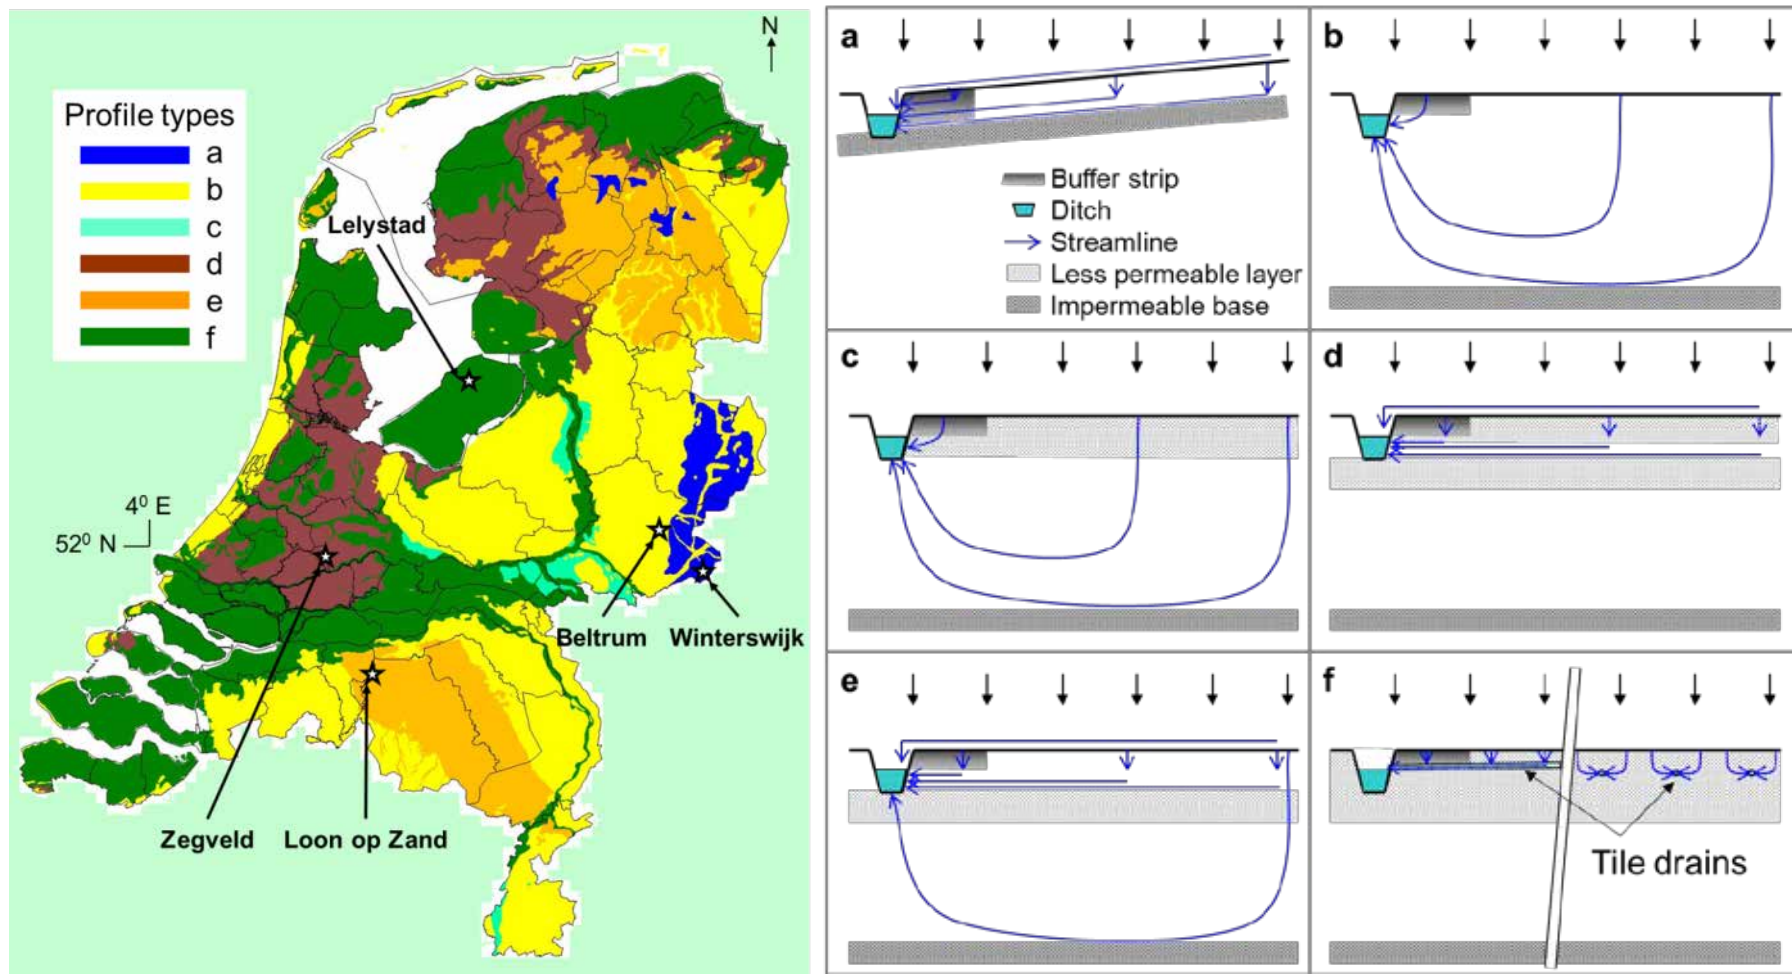 N
Profile types
a
b
c
d
e
f
Lelystad
4⁰ E
52⁰ N
Beltrum
Winterswijk
Zegveld
Loon op Zand
a
Buffer strip
Ditch
Streamline
Less permeable layer
Impermeable base
b
c
d
e
f
Tile drains